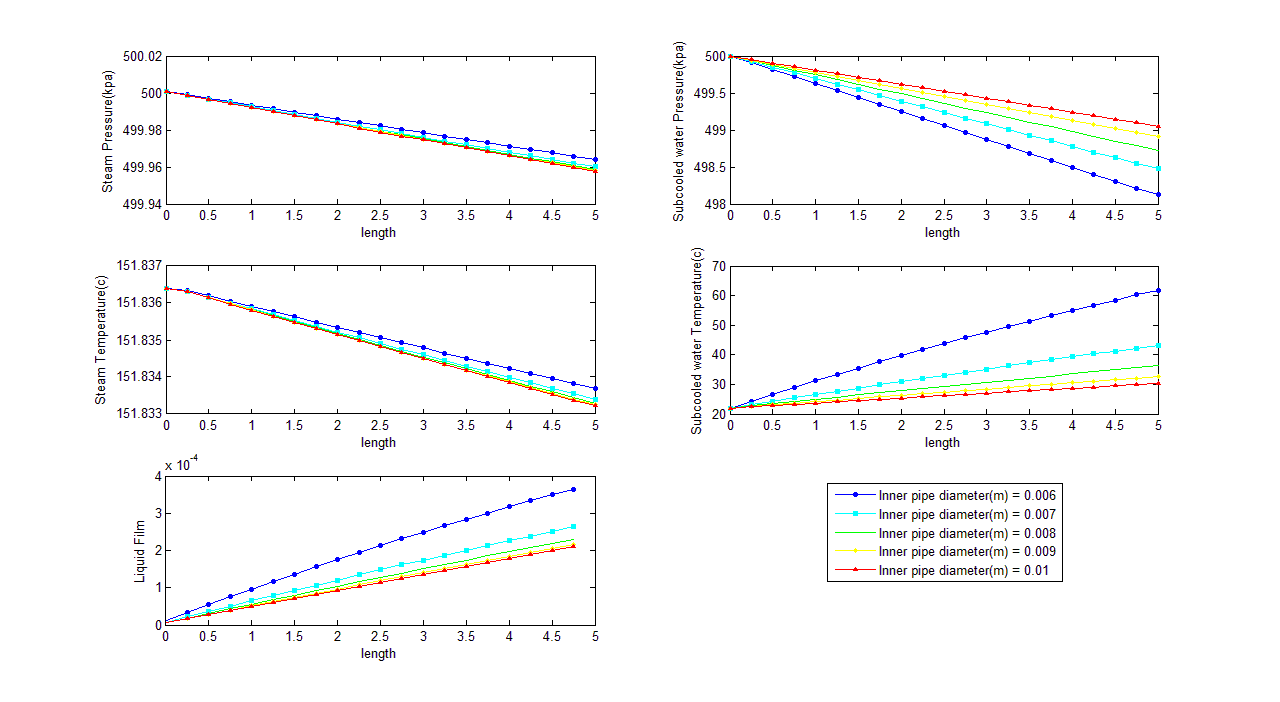 500.02
500
499.98
499.96
499.94
Steam Pressure(kpa)
0 0.5 1 1.5 2 2.5 3 3.5 4 4.5 5
length
500
499.5
499
498.5
498
Subcooled water Pressure(kpa)
0 0.5 1 1.5 2 2.5 3 3.5 4 4.5 5
length
151.837
151.836
151.835
151.834
151.833
Steam Temperature(c)
0 0.5 1 1.5 2 2.5 3 3.5 4 4.5 5
length
70
60
50
40
30
20
Subcooled water Temperature(c)
0 0.5 1 1.5 2 2.5 3 3.5 4 4.5 5
length
x 10^-4
4
3
2
1
0
Liquid Film
0 0.5 1 1.5 2 2.5 3 3.5 4 4.5 5
length
Inner pipe diameter(m) = 0.006
Inner pipe diameter(m) = 0.007
Inner pipe diameter(m) = 0.008
Inner pipe diameter(m) = 0.009
Inner pipe diameter(m) = 0.01